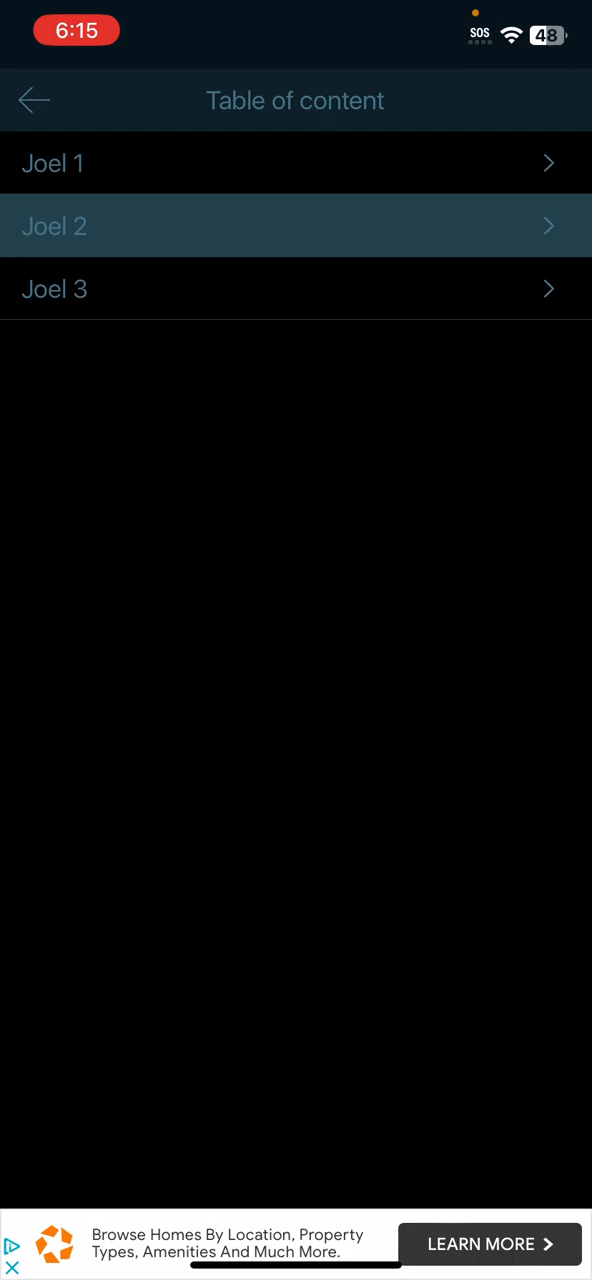 6:15
SOS
48
Table of content
Joel 1
Joel 2
Joel 3
Browse Homes By Location, Property
Types, Amenities And Much More.
LEARN MORE